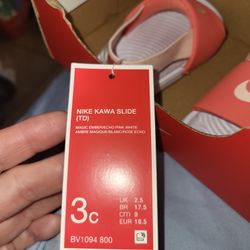 NIKE KAWA SLIDE
(TD)
MAGIC EMBER/ECHO PINK-WHITE
AMBRE MAGIQUE/BLANC/ROSE ECHO
3C
UK 2.5
BR 17.5
cm 9
EUR 18.5
BV1094 800